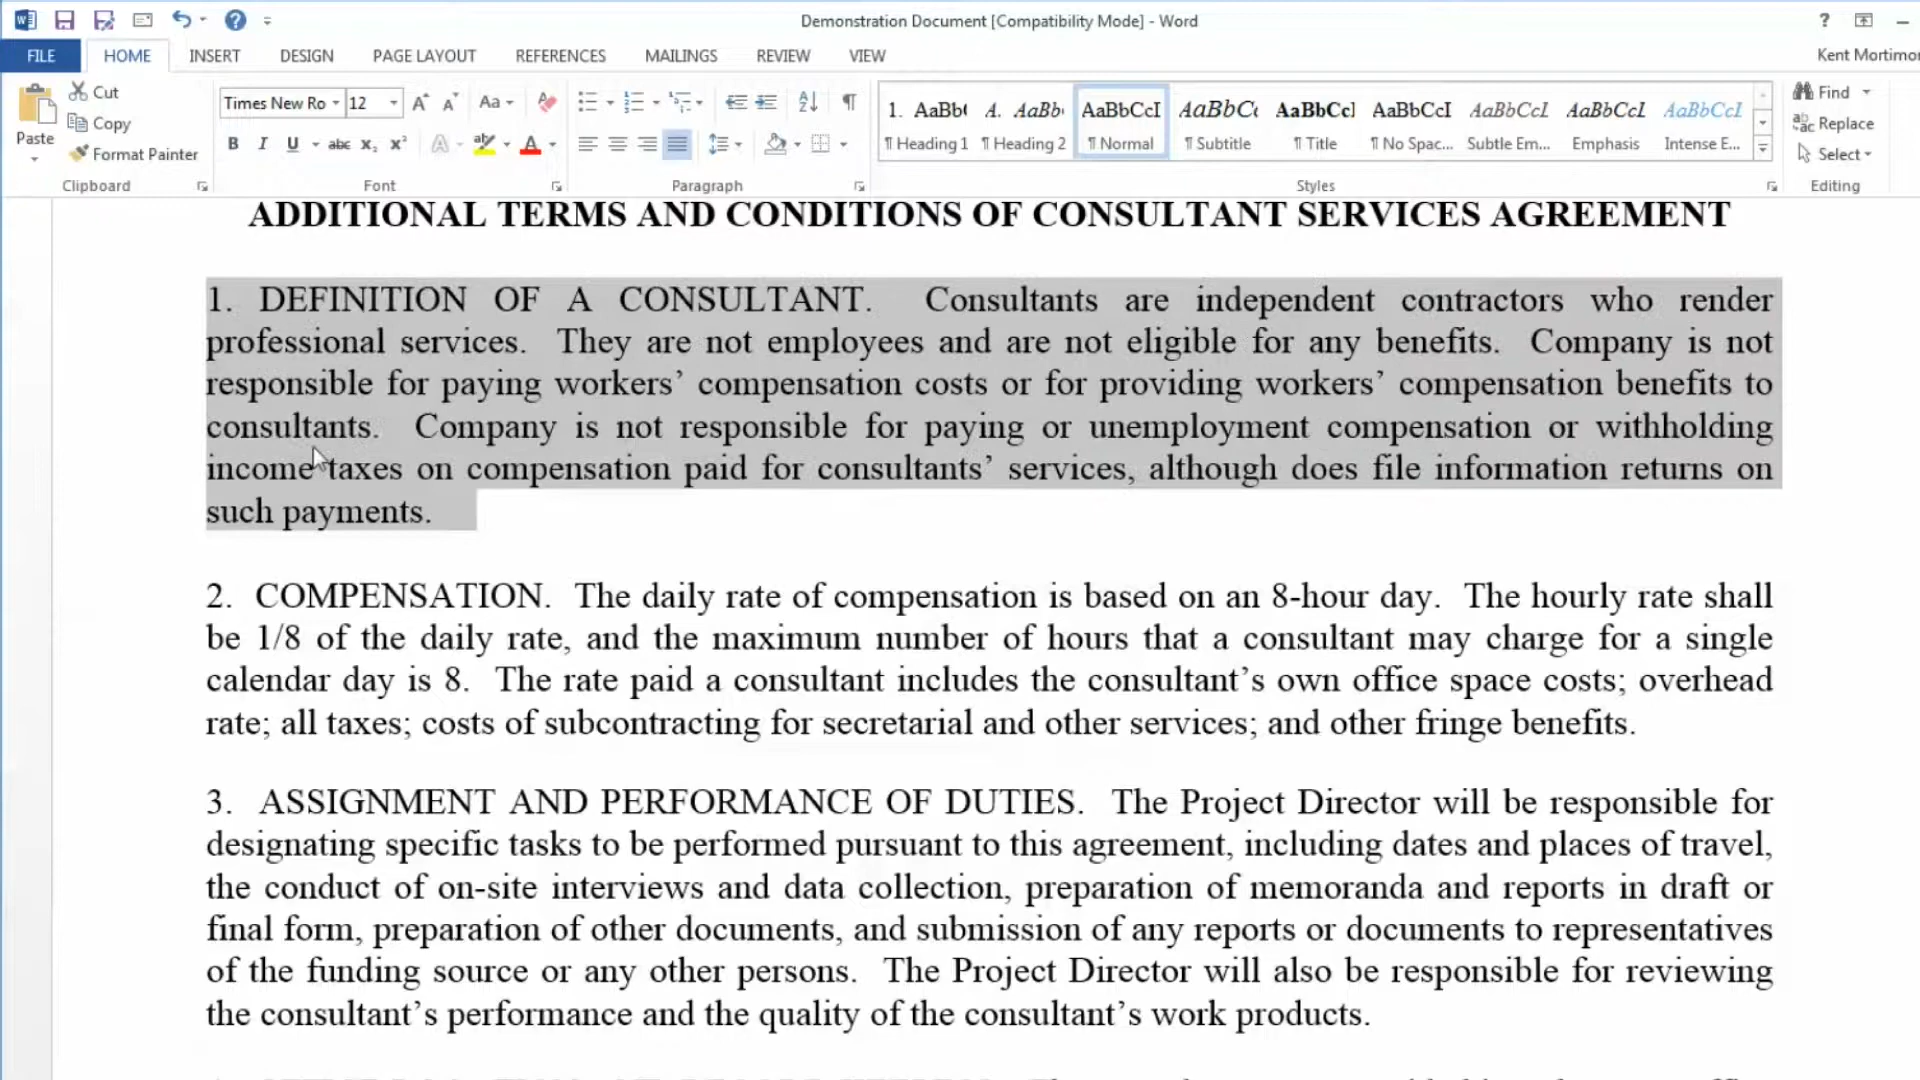 Demonstration Document [Compatibility Mode] - Word
?
FILE HOME INSERT DESIGN PAGE LAYOUT REFERENCES MAILINGS REVIEW VIEW
Kent Mortimo
Paste
Cut
Copy
Format Painter
Clipboard
Times New Ro 12
Aa
B I U abc x₂ x²
A ab A
Font
Paragraph
1. AaBb( A. AaBb( AaBbCcI AaBbC( AaBbCcI AaBbCcI AaBbCcI AaBbCcI AaBbCcI
¶ Heading 1 ¶ Heading 2 ¶ Normal ¶ Subtitle ¶ Title ¶ No Spac... Subtle Em... Emphasis Intense E...
Styles
Find
Replace
Select
Editing
ADDITIONAL TERMS AND CONDITIONS OF CONSULTANT SERVICES AGREEMENT
1. DEFINITION OF A CONSULTANT. Consultants are independent contractors who render
professional services. They are not employees and are not eligible for any benefits. Company is not
responsible for paying workers’ compensation costs or for providing workers’ compensation benefits to
consultants. Company is not responsible for paying or unemployment compensation or withholding
income taxes on compensation paid for consultants’ services, although does file information returns on
such payments.
2. COMPENSATION. The daily rate of compensation is based on an 8-hour day. The hourly rate shall
be 1/8 of the daily rate, and the maximum number of hours that a consultant may charge for a single
calendar day is 8. The rate paid a consultant includes the consultant’s own office space costs; overhead
rate; all taxes; costs of subcontracting for secretarial and other services; and other fringe benefits.
3. ASSIGNMENT AND PERFORMANCE OF DUTIES. The Project Director will be responsible for
designating specific tasks to be performed pursuant to this agreement, including dates and places of travel,
the conduct of on-site interviews and data collection, preparation of memoranda and reports in draft or
final form, preparation of other documents, and submission of any reports or documents to representatives
of the funding source or any other persons. The Project Director will also be responsible for reviewing
the consultant’s performance and the quality of the consultant’s work products.